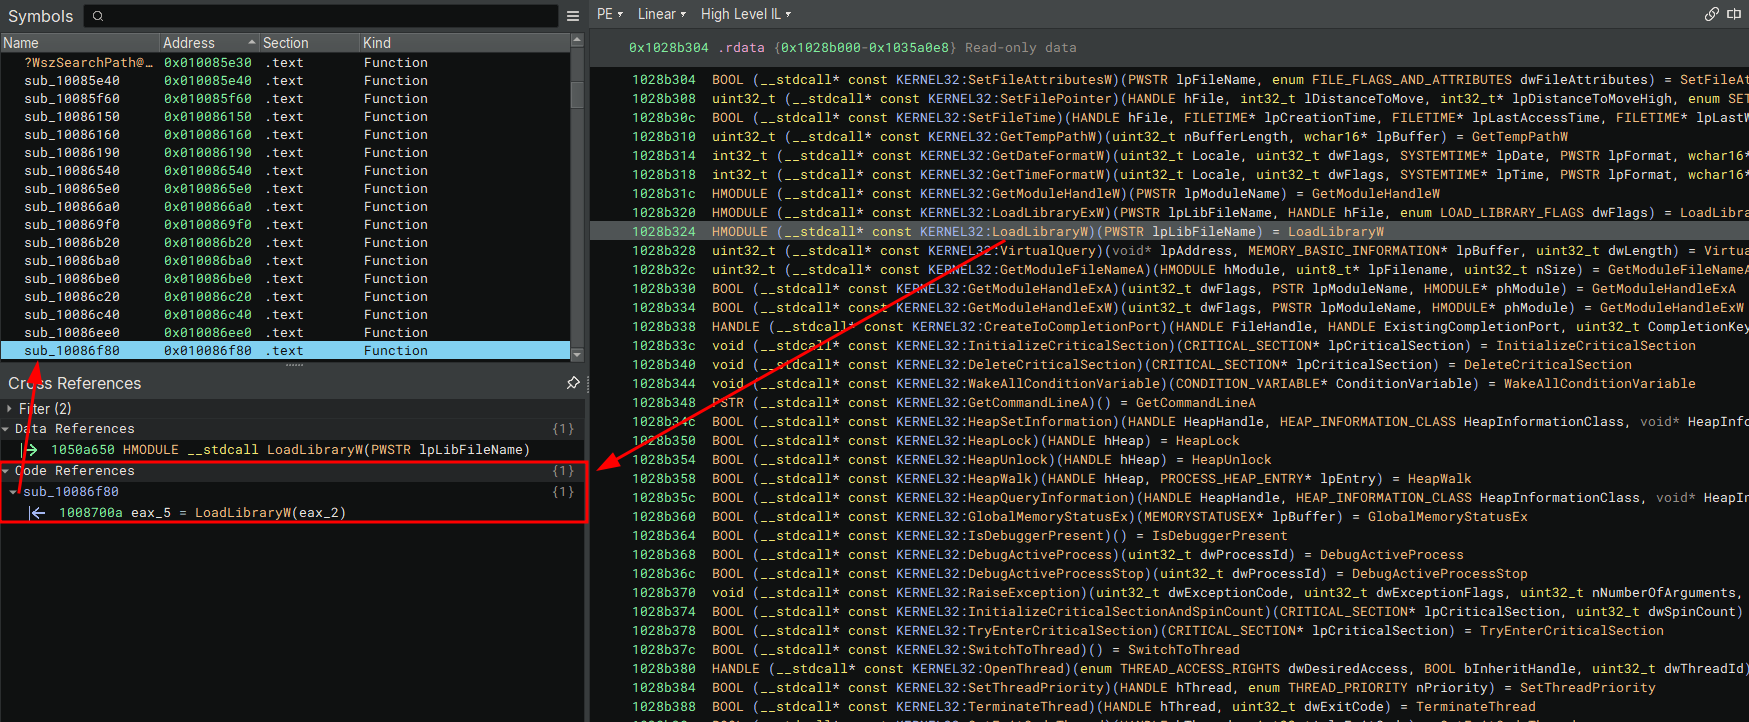 Symbols
Name Address Section Kind
?WszSearchPath@… 0x010085e30 .text Function
sub_10085e40 0x010085e40 .text Function
sub_10085f60 0x010085f60 .text Function
sub_10086150 0x010086150 .text Function
sub_10086160 0x010086160 .text Function
sub_10086190 0x010086190 .text Function
sub_10086540 0x010086540 .text Function
sub_100865e0 0x0100865e0 .text Function
sub_100866a0 0x0100866a0 .text Function
sub_100869f0 0x0100869f0 .text Function
sub_10086b20 0x010086b20 .text Function
sub_10086ba0 0x010086ba0 .text Function
sub_10086be0 0x010086be0 .text Function
sub_10086c20 0x010086c20 .text Function
sub_10086c40 0x010086c40 .text Function
sub_10086ee0 0x010086ee0 .text Function
sub_10086f80 0x010086f80 .text Function
Cross References
Filter (2)
Data References {1}
1050a650 HMODULE __stdcall LoadLibraryW(PWSTR lpLibFileName)
Code References {1}
sub_10086f80 {1}
1008700a eax_5 = LoadLibraryW(eax_2)
PE Linear High Level IL
0x1028b304 .rdata {0x1028b000-0x1035a0e8} Read-only data
1028b304 BOOL (__stdcall* const KERNEL32:SetFileAttributesW)(PWSTR lpFileName, enum FILE_FLAGS_AND_ATTRIBUTES dwFileAttributes) = SetFileAt
1028b308 uint32_t (__stdcall* const KERNEL32:SetFilePointer)(HANDLE hFile, int32_t lDistanceToMove, int32_t* lpDistanceToMoveHigh, enum SET
1028b30c BOOL (__stdcall* const KERNEL32:SetFileTime)(HANDLE hFile, FILETIME* lpCreationTime, FILETIME* lpLastAccessTime, FILETIME* lpLastW
1028b310 uint32_t (__stdcall* const KERNEL32:GetTempPathW)(uint32_t nBufferLength, wchar16* lpBuffer) = GetTempPathW
1028b314 int32_t (__stdcall* const KERNEL32:GetDateFormatW)(uint32_t Locale, uint32_t dwFlags, SYSTEMTIME* lpDate, PWSTR lpFormat, wchar16*
1028b318 int32_t (__stdcall* const KERNEL32:GetTimeFormatW)(uint32_t Locale, uint32_t dwFlags, SYSTEMTIME* lpTime, PWSTR lpFormat, wchar16*
1028b31c HMODULE (__stdcall* const KERNEL32:GetModuleHandleW)(PWSTR lpModuleName) = GetModuleHandleW
1028b320 HMODULE (__stdcall* const KERNEL32:LoadLibraryExW)(PWSTR lpLibFileName, HANDLE hFile, enum LOAD_LIBRARY_FLAGS dwFlags) = LoadLibra
1028b324 HMODULE (__stdcall* const KERNEL32:LoadLibraryW)(PWSTR lpLibFileName) = LoadLibraryW
1028b328 uint32_t (__stdcall* const KERNEL32:VirtualQuery)(void* lpAddress, MEMORY_BASIC_INFORMATION* lpBuffer, uint32_t dwLength) = Virtua
1028b32c uint32_t (__stdcall* const KERNEL32:GetModuleFileNameA)(HMODULE hModule, uint8_t* lpFilename, uint32_t nSize) = GetModuleFileNameA
1028b330 BOOL (__stdcall* const KERNEL32:GetModuleHandleExA)(uint32_t dwFlags, PSTR lpModuleName, HMODULE* phModule) = GetModuleHandleExA
1028b334 BOOL (__stdcall* const KERNEL32:GetModuleHandleExW)(uint32_t dwFlags, PWSTR lpModuleName, HMODULE* phModule) = GetModuleHandleExW
1028b338 HANDLE (__stdcall* const KERNEL32:CreateIoCompletionPort)(HANDLE FileHandle, HANDLE ExistingCompletionPort, uint32_t CompletionKey
1028b33c void (__stdcall* const KERNEL32:InitializeCriticalSection)(CRITICAL_SECTION* lpCriticalSection) = InitializeCriticalSection
1028b340 void (__stdcall* const KERNEL32:DeleteCriticalSection)(CRITICAL_SECTION* lpCriticalSection) = DeleteCriticalSection
1028b344 void (__stdcall* const KERNEL32:WakeAllConditionVariable)(CONDITION_VARIABLE* ConditionVariable) = WakeAllConditionVariable
1028b348 PSTR (__stdcall* const KERNEL32:GetCommandLineA)() = GetCommandLineA
1028b34c BOOL (__stdcall* const KERNEL32:HeapSetInformation)(HANDLE HeapHandle, HEAP_INFORMATION_CLASS HeapInformationClass, void* HeapInfo
1028b350 BOOL (__stdcall* const KERNEL32:HeapLock)(HANDLE hHeap) = HeapLock
1028b354 BOOL (__stdcall* const KERNEL32:HeapUnlock)(HANDLE hHeap) = HeapUnlock
1028b358 BOOL (__stdcall* const KERNEL32:HeapWalk)(HANDLE hHeap, PROCESS_HEAP_ENTRY* lpEntry) = HeapWalk
1028b35c BOOL (__stdcall* const KERNEL32:HeapQueryInformation)(HANDLE HeapHandle, HEAP_INFORMATION_CLASS HeapInformationClass, void* HeapIn
1028b360 BOOL (__stdcall* const KERNEL32:GlobalMemoryStatusEx)(MEMORYSTATUSEX* lpBuffer) = GlobalMemoryStatusEx
1028b364 BOOL (__stdcall* const KERNEL32:IsDebuggerPresent)() = IsDebuggerPresent
1028b368 BOOL (__stdcall* const KERNEL32:DebugActiveProcess)(uint32_t dwProcessId) = DebugActiveProcess
1028b36c BOOL (__stdcall* const KERNEL32:DebugActiveProcessStop)(uint32_t dwProcessId) = DebugActiveProcessStop
1028b370 void (__stdcall* const KERNEL32:RaiseException)(uint32_t dwExceptionCode, uint32_t dwExceptionFlags, uint32_t nNumberOfArguments,
1028b374 BOOL (__stdcall* const KERNEL32:InitializeCriticalSectionAndSpinCount)(CRITICAL_SECTION* lpCriticalSection, uint32_t dwSpinCount)
1028b378 BOOL (__stdcall* const KERNEL32:TryEnterCriticalSection)(CRITICAL_SECTION* lpCriticalSection) = TryEnterCriticalSection
1028b37c BOOL (__stdcall* const KERNEL32:SwitchToThread)() = SwitchToThread
1028b380 HANDLE (__stdcall* const KERNEL32:OpenThread)(enum THREAD_ACCESS_RIGHTS dwDesiredAccess, BOOL bInheritHandle, uint32_t dwThreadId)
1028b384 BOOL (__stdcall* const KERNEL32:SetThreadPriority)(HANDLE hThread, enum THREAD_PRIORITY nPriority) = SetThreadPriority
1028b388 BOOL (__stdcall* const KERNEL32:TerminateThread)(HANDLE hThread, uint32_t dwExitCode) = TerminateThread